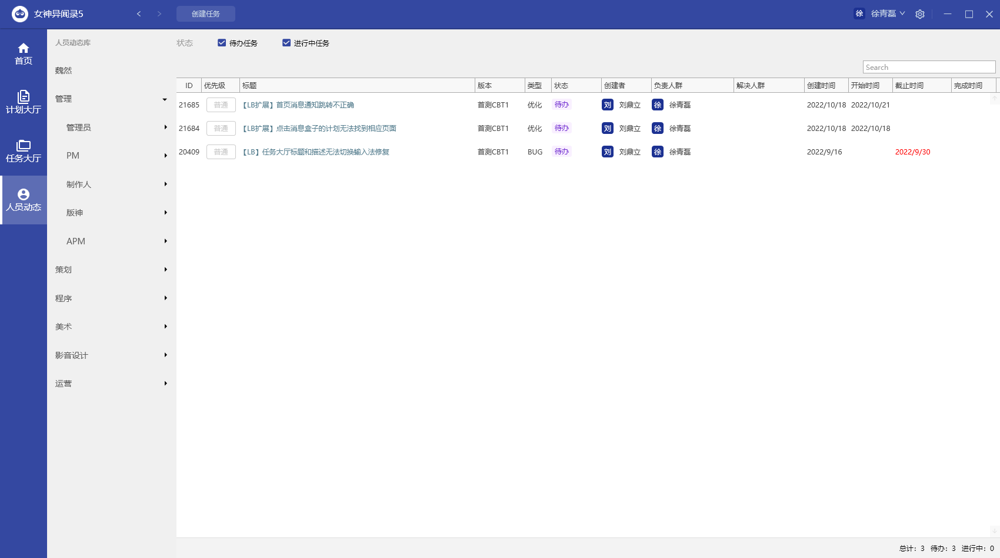 女神异闻录5
创建任务
徐 徐青磊
首页
计划大厅
任务大厅
人员动态
人员动态库
魏然
管理
管理员
PM
制作人
版神
APM
策划
程序
美术
影音设计
运营
状态 待办任务 进行中任务
Search
ID 优先级 标题 版本 类型 状态 创建者 负责人群 解决人群 创建时间 开始时间 截止时间 完成时间
21685 普通 【LB扩展】首页消息通知跳转不正确 首测CBT1 优化 待办 刘 刘鼎立 徐 徐青磊 2022/10/18 2022/10/21
21684 普通 【LB扩展】点击消息盒子的计划无法找到相应页面 首测CBT1 优化 待办 刘 刘鼎立 徐 徐青磊 2022/10/18 2022/10/18
20409 普通 【LB】任务大厅标题和描述无法切换输入法修复 首测CBT1 BUG 待办 刘 刘鼎立 徐 徐青磊 2022/9/16 2022/9/30
总计：3 待办：3 进行中：0